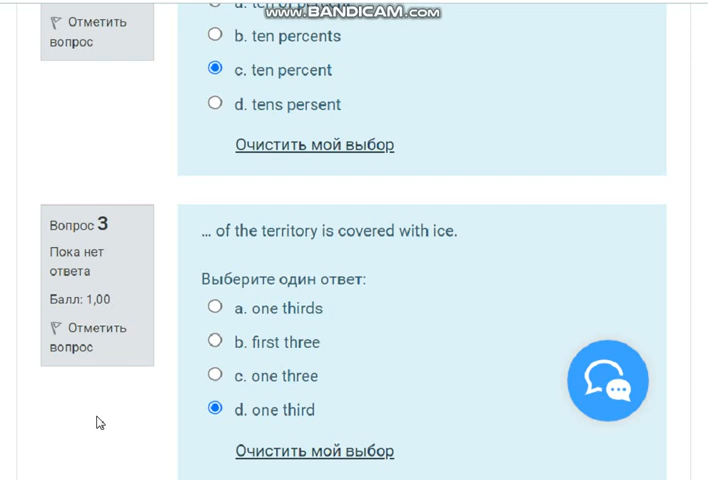 www.BANDICAM.com
Отметить
вопрос
b. ten percents
c. ten percent
d. tens persent
Очистить мой выбор
Вопрос 3
Пока нет
ответа
Балл: 1,00
Отметить
вопрос
... of the territory is covered with ice.
Выберите один ответ:
a. one thirds
b. first three
c. one three
d. one third
Очистить мой выбор